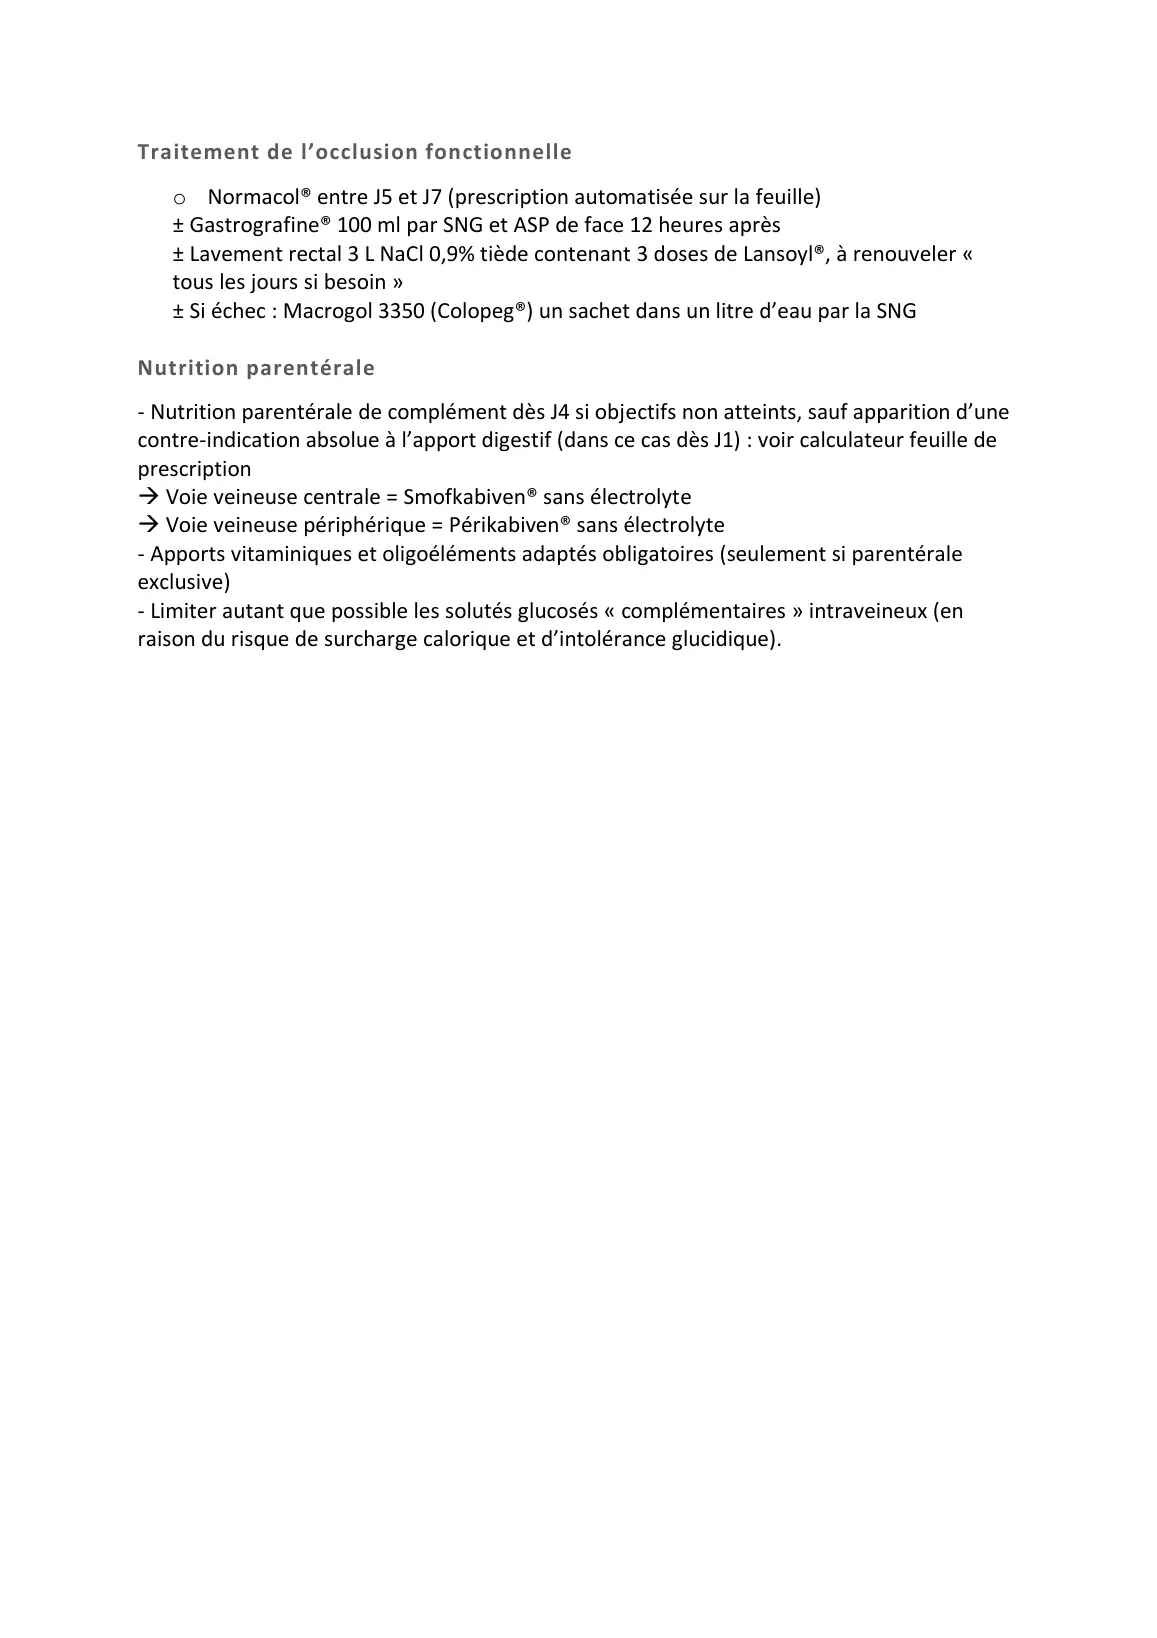 Traitement de l’occlusion fonctionnelle
o Normacol® entre J5 et J7 (prescription automatisée sur la feuille)
± Gastrografine® 100 ml par SNG et ASP de face 12 heures après
± Lavement rectal 3 L NaCl 0,9% tiède contenant 3 doses de Lansoyl®, à renouveler «
tous les jours si besoin »
± Si échec : Macrogol 3350 (Colopeg®) un sachet dans un litre d’eau par la SNG
Nutrition parentérale
- Nutrition parentérale de complément dès J4 si objectifs non atteints, sauf apparition d’une
contre-indication absolue à l’apport digestif (dans ce cas dès J1) : voir calculateur feuille de
prescription
→ Voie veineuse centrale = Smofkabiven® sans électrolyte
→ Voie veineuse périphérique = Périkabiven® sans électrolyte
- Apports vitaminiques et oligoéléments adaptés obligatoires (seulement si parentérale
exclusive)
- Limiter autant que possible les solutés glucosés « complémentaires » intraveineux (en
raison du risque de surcharge calorique et d’intolérance glucidique).